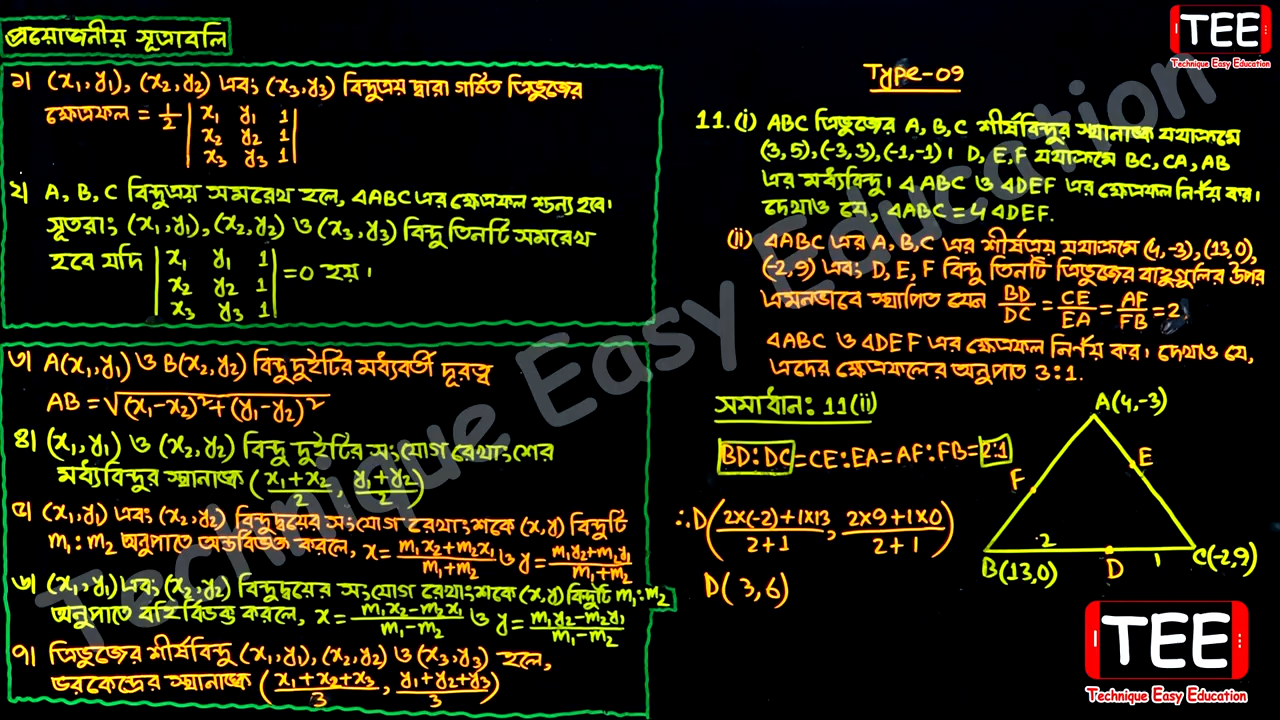 প্রয়োজনীয় সূত্রাবলি
১। (x₁,y₁), (x₂,y₂) এবং (x₃,y₃) বিন্দুত্রয় দ্বারা গঠিত ত্রিভুজের
ক্ষেত্রফল = 1/2 | x₁ y₁ 1 |
| x₂ y₂ 1 |
| x₃ y₃ 1 |
২। A, B, C বিন্দুত্রয় সমরেখ হলে, ΔABC এর ক্ষেত্রফল শূন্য হবে।
সুতরাং (x₁,y₁), (x₂,y₂) ও (x₃,y₃) বিন্দু তিনটি সমরেখ
হবে যদি | x₁ y₁ 1 |
| x₂ y₂ 1 | = 0 হয়।
| x₃ y₃ 1 |
৩। A(x₁,y₁) ও B(x₂,y₂) বিন্দু দুইটির মধ্যবর্তী দূরত্ব
AB = √(x₁-x₂)²+(y₁-y₂)²
৪। (x₁,y₁) ও (x₂,y₂) বিন্দু দুইটির সংযোগ রেখাংশের
মধ্যবিন্দুর স্থানাঙ্ক ((x₁+x₂)/2, (y₁+y₂)/2)
৫। (x₁,y₁) এবং (x₂,y₂) বিন্দুদ্বয়ের সংযোগ রেখাংশকে (x,y) বিন্দুটি
m₁:m₂ অনুপাতে অন্তর্বিভক্ত করলে, x = (m₁x₂+m₂x₁)/(m₁+m₂) ও y = (m₁y₂+m₂y₁)/(m₁+m₂)
৬। (x₁,y₁) এবং (x₂,y₂) বিন্দুদ্বয়ের সংযোগ রেখাংশকে (x,y) বিন্দুটি m₁:m₂
অনুপাতে বহির্বিভক্ত করলে, x = (m₁x₂-m₂x₁)/(m₁-m₂) ও y = (m₁y₂-m₂y₁)/(m₁-m₂)
৭। ত্রিভুজের শীর্ষবিন্দু (x₁,y₁), (x₂,y₂) ও (x₃,y₃) হলে,
ভরকেন্দ্রের স্থানাঙ্ক ((x₁+x₂+x₃)/3, (y₁+y₂+y₃)/3)
TEE
Technique Easy Education
Type-09
11. (i) ABC ত্রিভুজের A, B, C শীর্ষবিন্দুর স্থানাঙ্ক যথাক্রমে
(3,5), (-3,3), (-1,-1)। D, E, F যথাক্রমে BC, CA, AB
এর মধ্যবিন্দু। ΔABC ও ΔDEF এর ক্ষেত্রফল নির্ণয় কর।
দেখাও যে, ΔABC = 4ΔDEF.
(ii) ΔABC এর A, B, C এর শীর্ষত্রয় যথাক্রমে (4,-3), (13,0),
(-2,9) এবং D, E, F বিন্দু তিনটি ত্রিভুজের বাহুগুলির উপর
এমনভাবে স্থাপিত যেন BD/DC = CE/EA = AF/FB = 2,
ΔABC ও ΔDEF এর ক্ষেত্রফল নির্ণয় কর। দেখাও যে,
এদের ক্ষেত্রফলের অনুপাত 3:1.
সমাধান: 11(ii)
BD:DC = CE:EA = AF:FB = 2:1
∴ D((2×(-2)+1×13)/(2+1), (2×9+1×0)/(2+1))
D(3,6)
A(4,-3)
E
F
2
1
B(13,0)
D
C(-2,9)
TEE
Technique Easy Education
Technique Easy Education